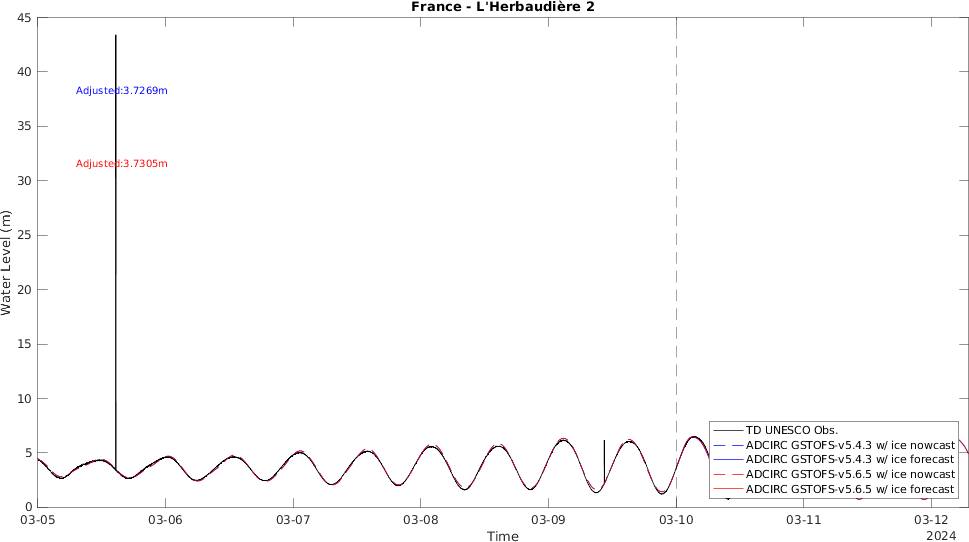 France - L'Herbaudière 2
45
40
35
30
25
20
15
10
5
0
Water Level (m)
Adjusted:3.7269m
Adjusted:3.7305m
TD UNESCO Obs.
ADCIRC GSTOFS-v5.4.3 w/ ice nowcast
ADCIRC GSTOFS-v5.4.3 w/ ice forecast
ADCIRC GSTOFS-v5.6.5 w/ ice nowcast
ADCIRC GSTOFS-v5.6.5 w/ ice forecast
03-05 03-06 03-07 03-08 03-09 03-10 03-11 03-12
Time
2024